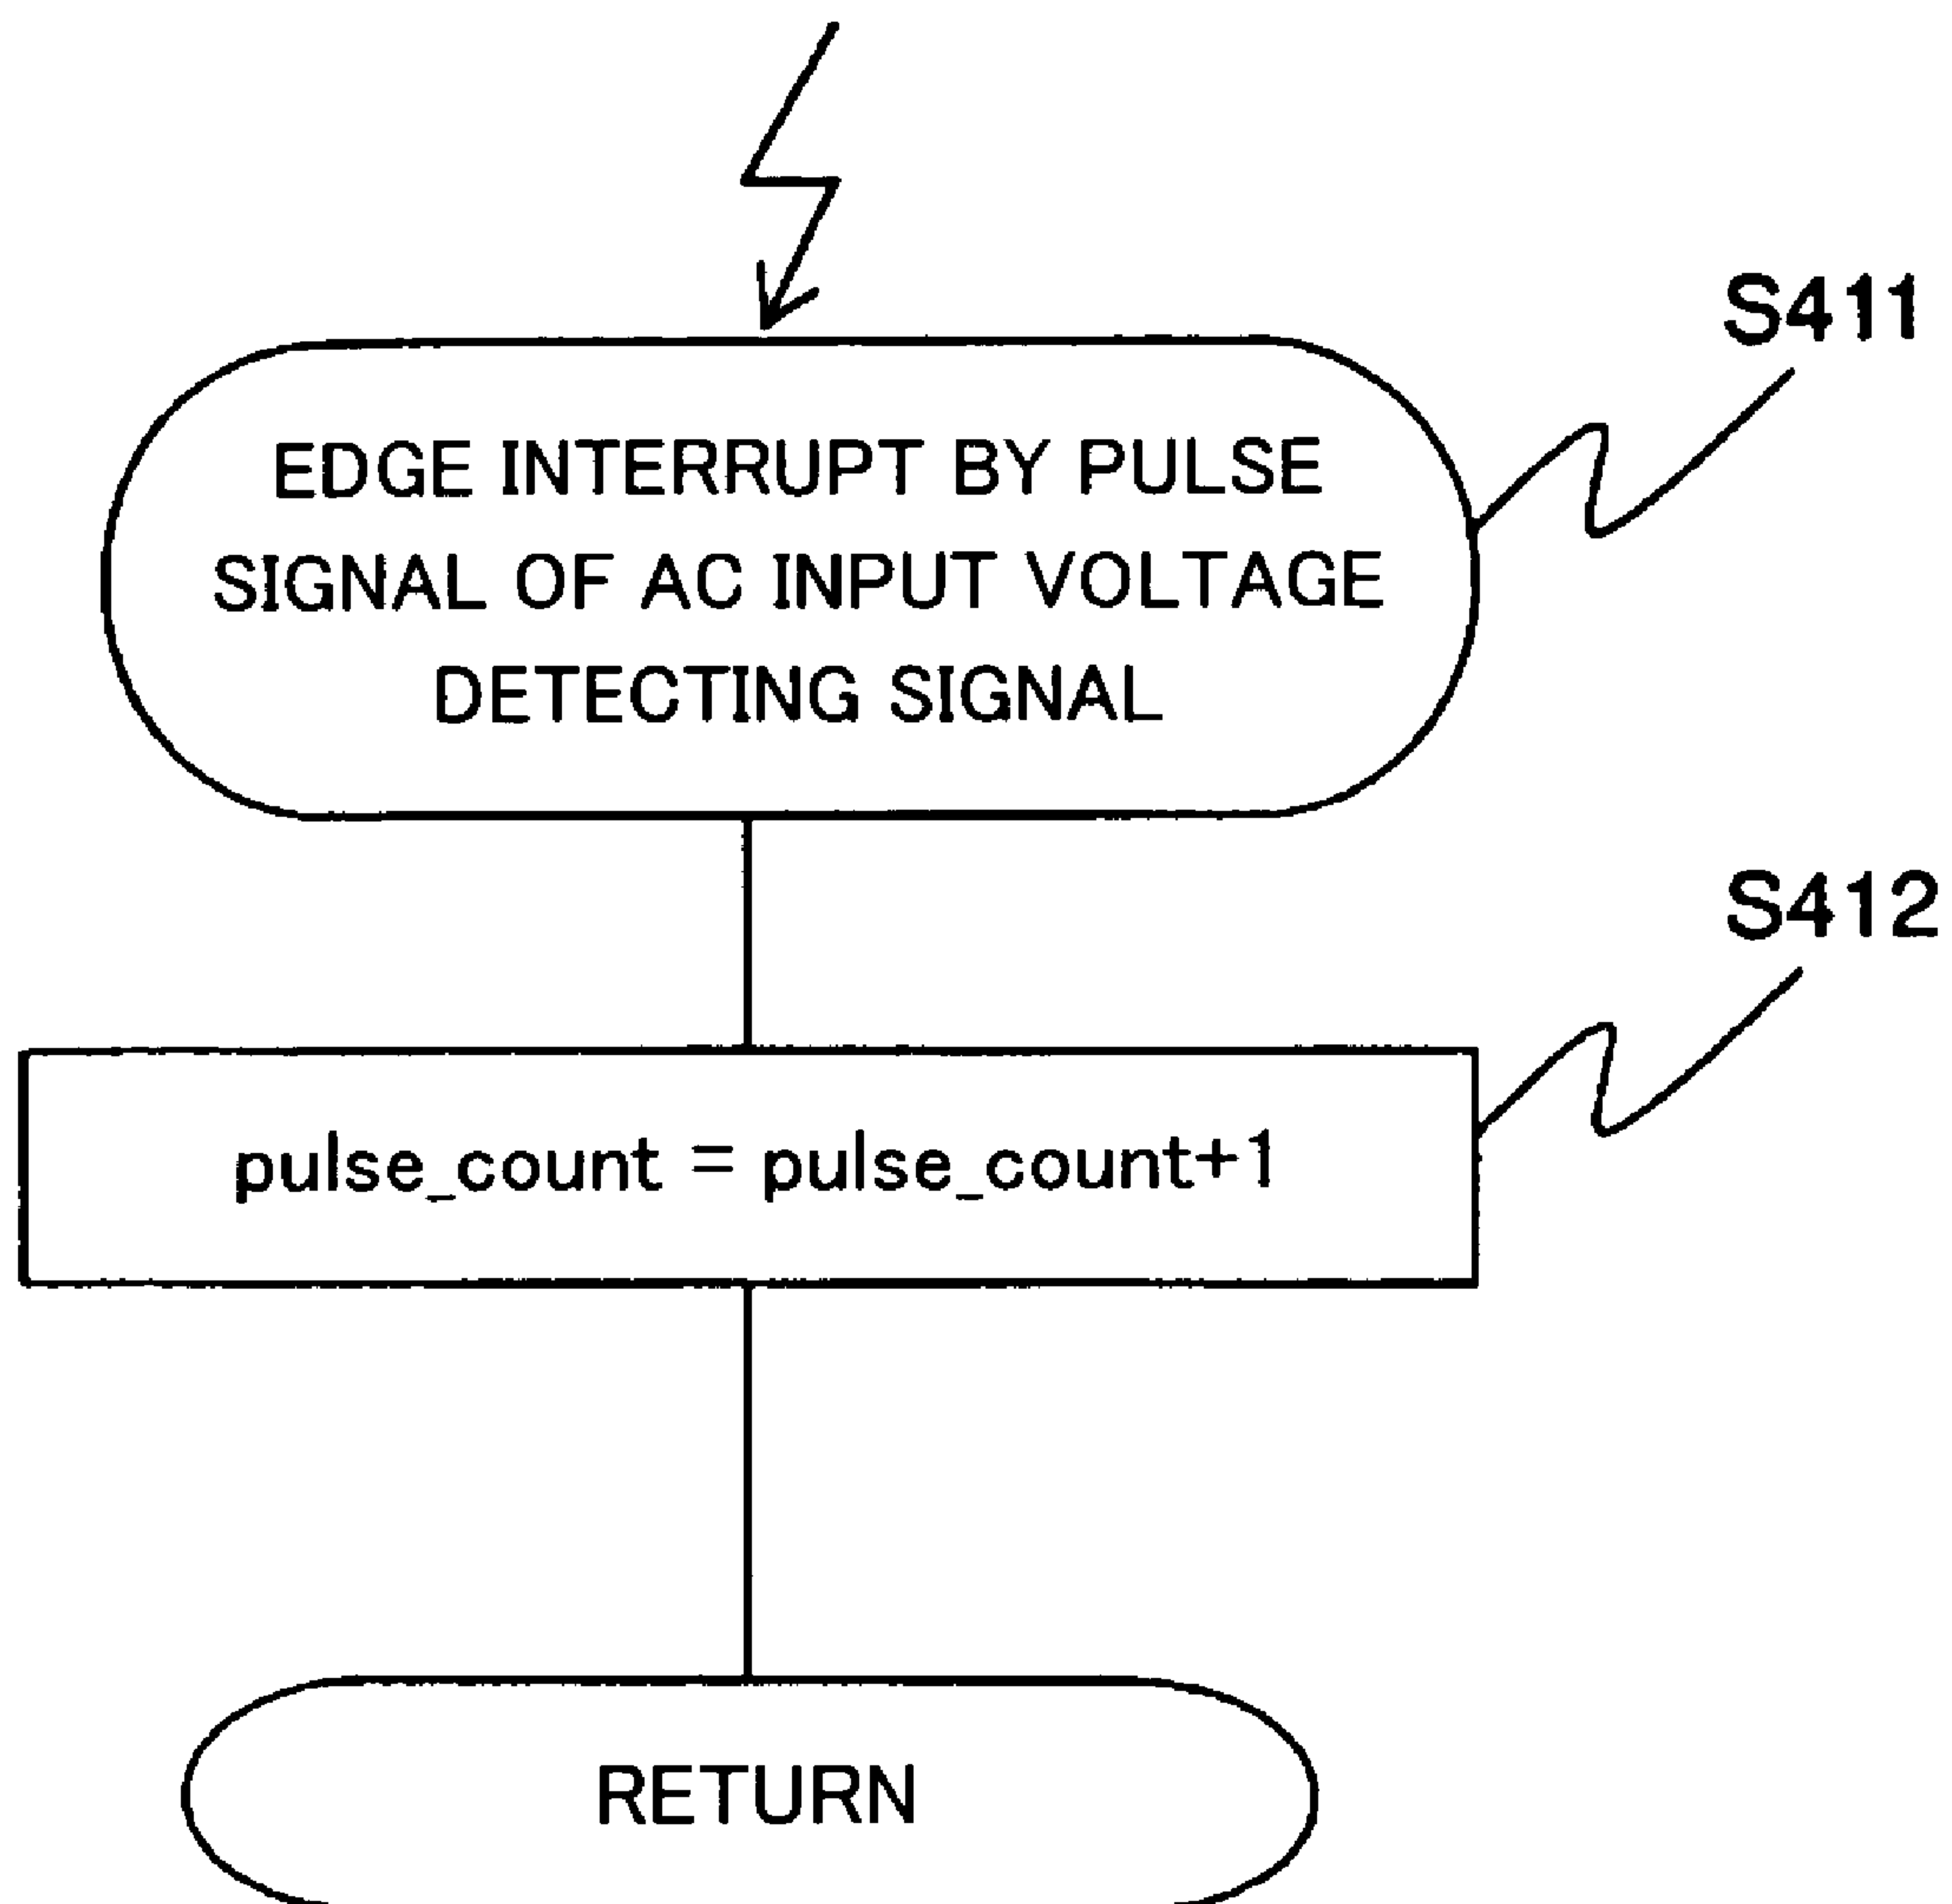 S411
EDGE INTERRUPT BY PULSE
SIGNAL OF AC INPUT VOLTAGE
DETECTING SIGNAL
S412
pulse_count = pulse_count+1
RETURN